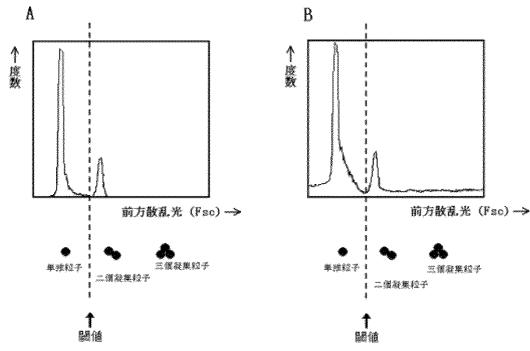 A
↑度数
前方散乱光 (Fsc) →
単独粒子
二個凝集粒子
三個凝集粒子
閾値
B
↑度数
前方散乱光 (Fsc) →
単独粒子
二個凝集粒子
三個凝集粒子
閾値